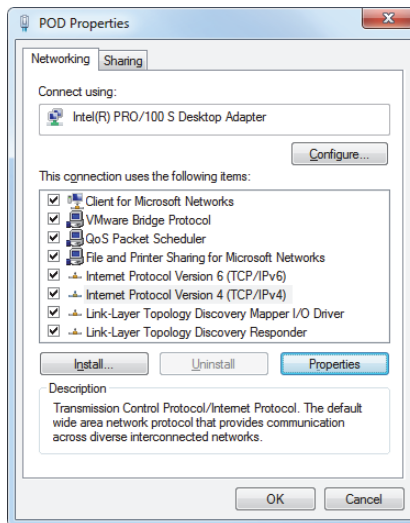 POD Properties
Networking
Sharing
Connect using:
Intel(R) PRO/100 S Desktop Adapter
Configure...
This connection uses the following items:
Client for Microsoft Networks
VMware Bridge Protocol
QoS Packet Scheduler
File and Printer Sharing for Microsoft Networks
Internet Protocol Version 6 (TCP/IPv6)
Internet Protocol Version 4 (TCP/IPv4)
Link-Layer Topology Discovery Mapper I/O Driver
Link-Layer Topology Discovery Responder
Install... Uninstall Properties
Description
Transmission Control Protocol/Internet Protocol. The default
wide area network protocol that provides communication
across diverse interconnected networks.
OK Cancel